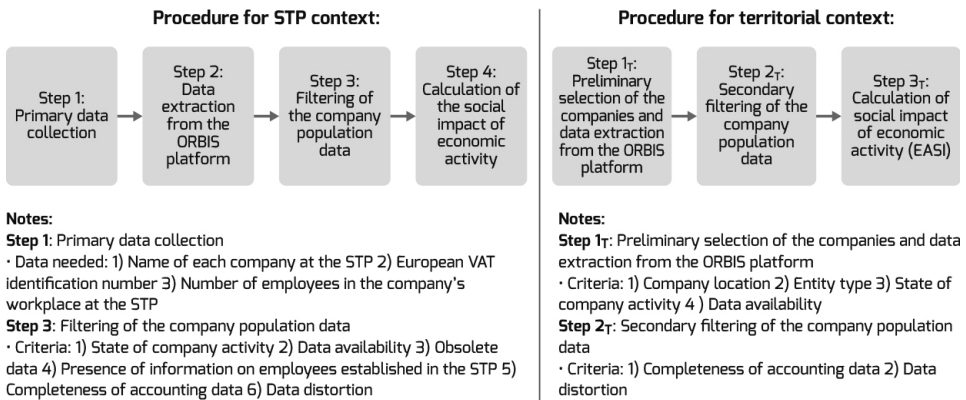 Procedure for STP context:
Step 1:
Primary data
collection
Step 2:
Data
extraction
from the
ORBIS
platform
Step 3:
Filtering of
the company
population
data
Step 4:
Calculation of
the social
impact of
economic
activity
Notes:
Step 1: Primary data collection
· Data needed: 1) Name of each company at the STP 2) European VAT
identification number 3) Number of employees in the company's
workplace at the STP
Step 3: Filtering of the company population data
· Criteria: 1) State of company activity 2) Data availability 3) Obsolete
data 4) Presence of information on employees established in the STP 5)
Completeness of accounting data 6) Data distortion
Procedure for territorial context:
Step 1T:
Preliminary
selection of the
companies and
data extraction
from the ORBIS
platform
Step 2T:
Secondary
filtering of the
company
population
data
Step 3T:
Calculation of
social impact
of economic
activity (EASI)
Notes:
Step 1T: Preliminary selection of the companies and data
extraction from the ORBIS platform
· Criteria: 1) Company location 2) Entity type 3) State of
company activity 4 ) Data availability
Step 2T: Secondary filtering of the company population
data
· Criteria: 1) Completeness of accounting data 2) Data
distortion